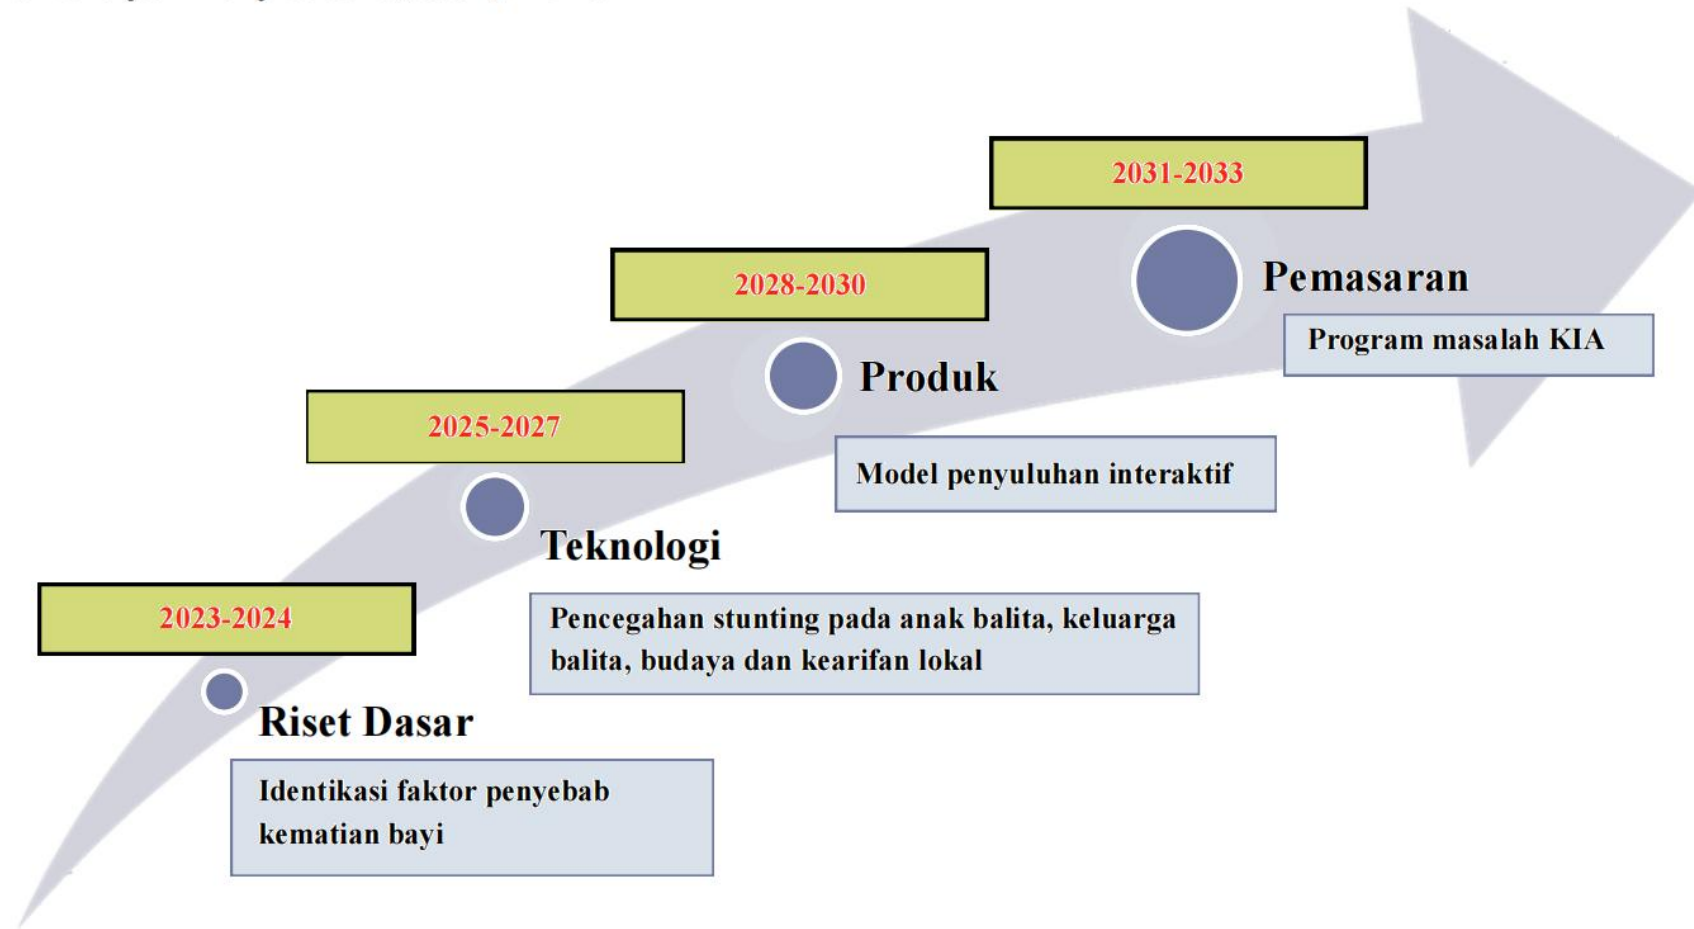 2031-2033
Pemasaran
Program masalah KIA
2028-2030
Produk
Model penyuluhan interaktif
2025-2027
Teknologi
Pencegahan stunting pada anak balita, keluarga
balita, budaya dan kearifan lokal
2023-2024
Riset Dasar
Identikasi faktor penyebab
kematian bayi